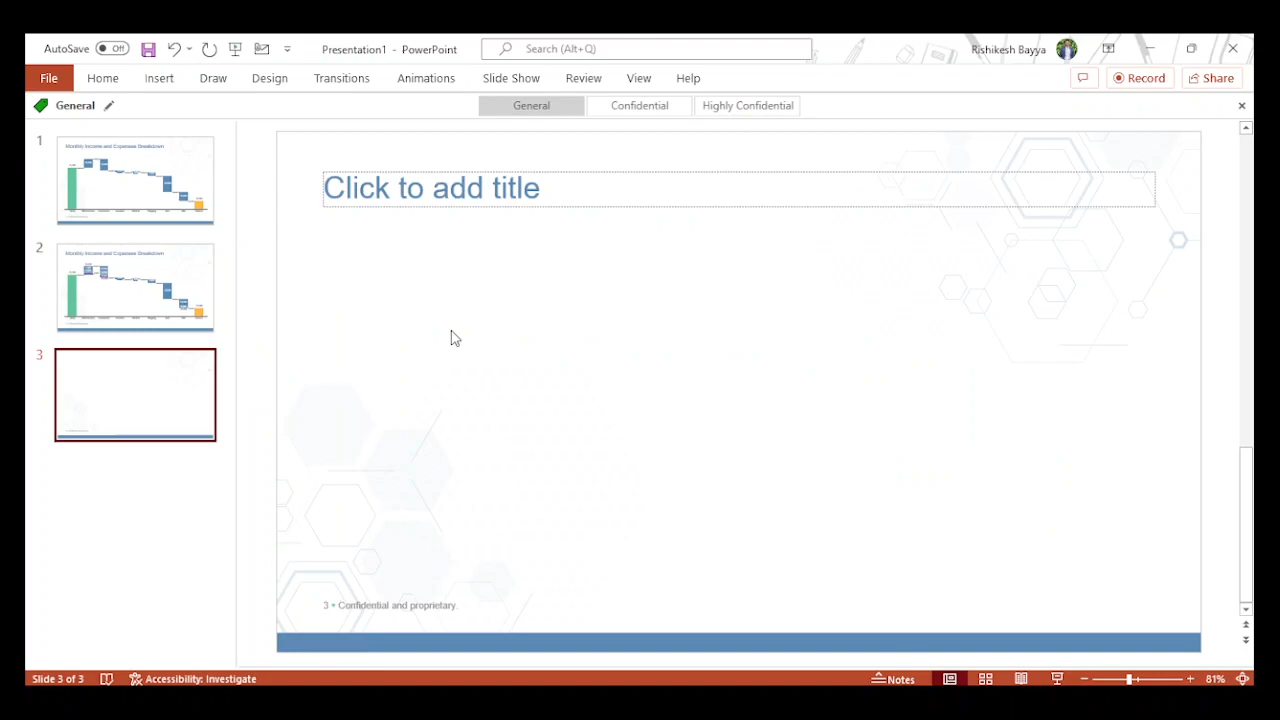 AutoSave Off Presentation1 - PowerPoint Search (Alt+Q) Rishikesh Bayya
File Home Insert Draw Design Transitions Animations Slide Show Review View Help Record Share
General General Confidential Highly Confidential
1
Monthly Income and Expenses Breakdown
2
Monthly Income and Expenses Breakdown
3
Click to add title
3 • Confidential and proprietary.
Slide 3 of 3 Accessibility: Investigate Notes 81%